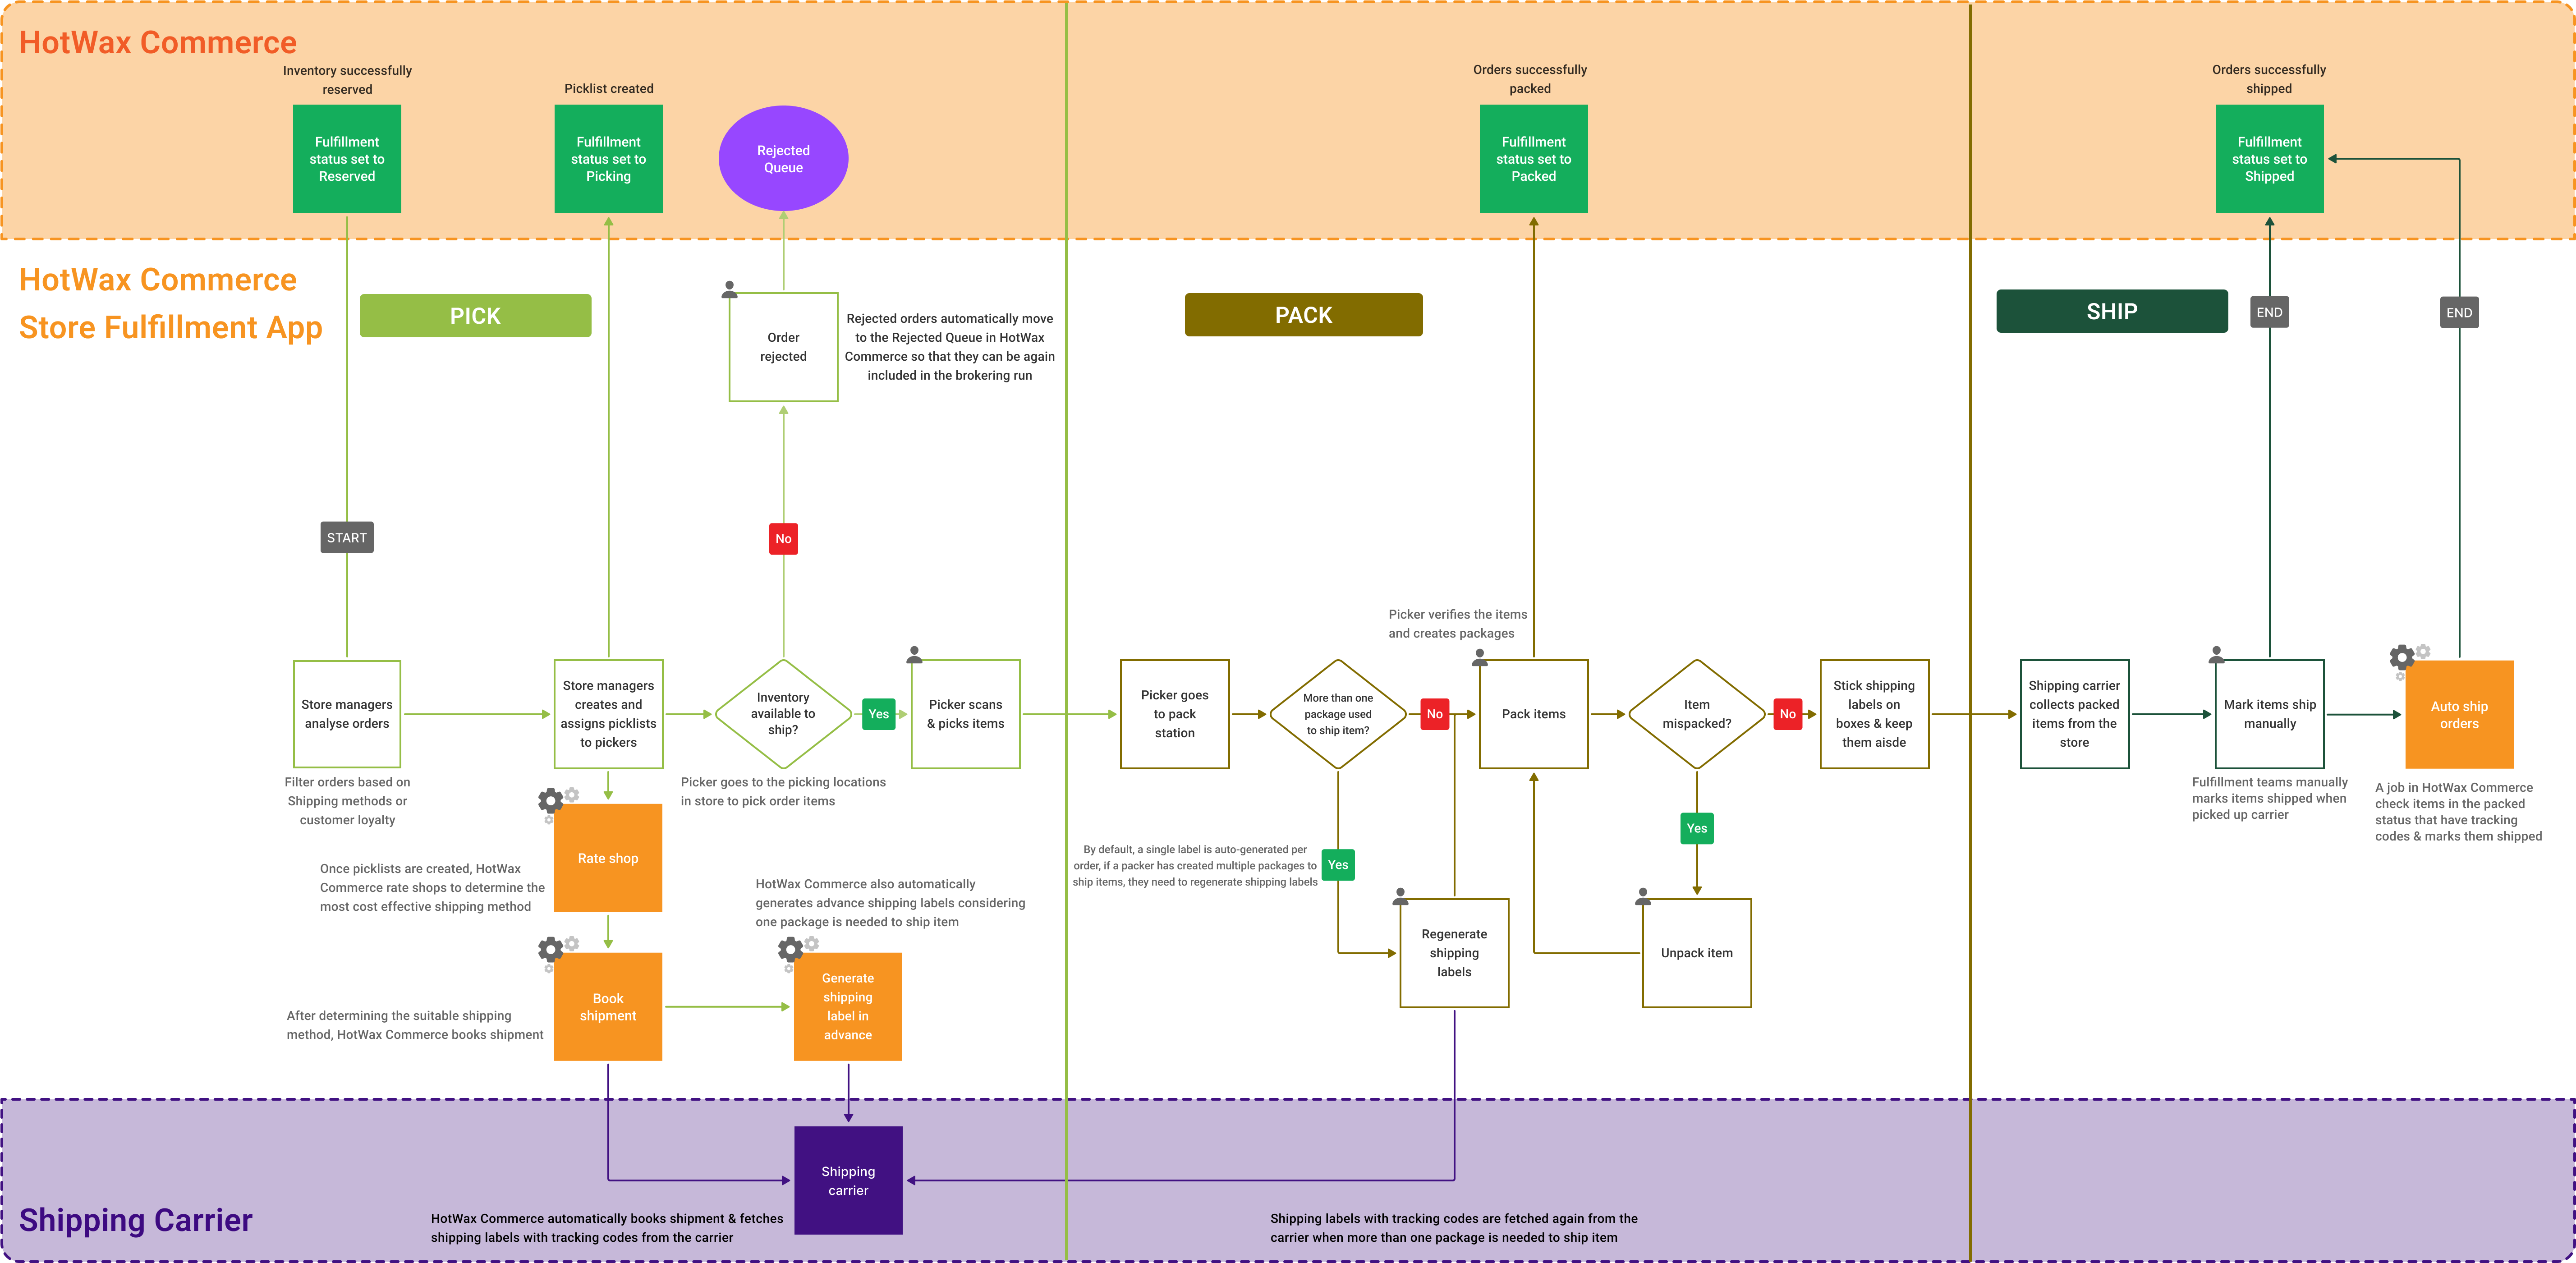 HotWax Commerce
Inventory successfully
reserved
Fulfillment
status set to
Reserved
Picklist created
Fulfillment
status set to
Picking
Rejected
Queue
Orders successfully
packed
Fulfillment
status set to
Packed
Orders successfully
shipped
Fulfillment
status set to
Shipped
HotWax Commerce
Store Fulfillment App
PICK
START
Order
rejected
Rejected orders automatically move
to the Rejected Queue in HotWax
Commerce so that they can be again
included in the brokering run
No
Store managers
analyse orders
Filter orders based on
Shipping methods or
customer loyalty
Store managers
creates and
assigns picklists
to pickers
Inventory
available to
ship?
Yes
Picker scans
& picks items
Picker goes to the picking locations
in store to pick order items
Rate shop
Once picklists are created, HotWax
Commerce rate shops to determine the
most cost effective shipping method
Book
shipment
After determining the suitable shipping
method, HotWax Commerce books shipment
HotWax Commerce also automatically
generates advance shipping labels considering
one package is needed to ship item
Generate
shipping
label in
advance
PACK
Picker goes
to pack
station
More than one
package used
to ship item?
No
Picker verifies the items
and creates packages
Pack items
Item
mispacked?
No
Stick shipping
labels on
boxes & keep
them aisde
By default, a single label is auto-generated per
order, if a packer has created multiple packages to
ship items, they need to regenerate shipping labels
Yes
Regenerate
shipping
labels
Yes
Unpack item
SHIP
END
END
Shipping carrier
collects packed
items from the
store
Mark items ship
manually
Fulfillment teams manually
marks items shipped when
picked up carrier
Auto ship
orders
A job in HotWax Commerce
check items in the packed
status that have tracking
codes & marks them shipped
Shipping Carrier
Shipping
carrier
HotWax Commerce automatically books shipment & fetches
shipping labels with tracking codes from the carrier
Shipping labels with tracking codes are fetched again from the
carrier when more than one package is needed to ship item